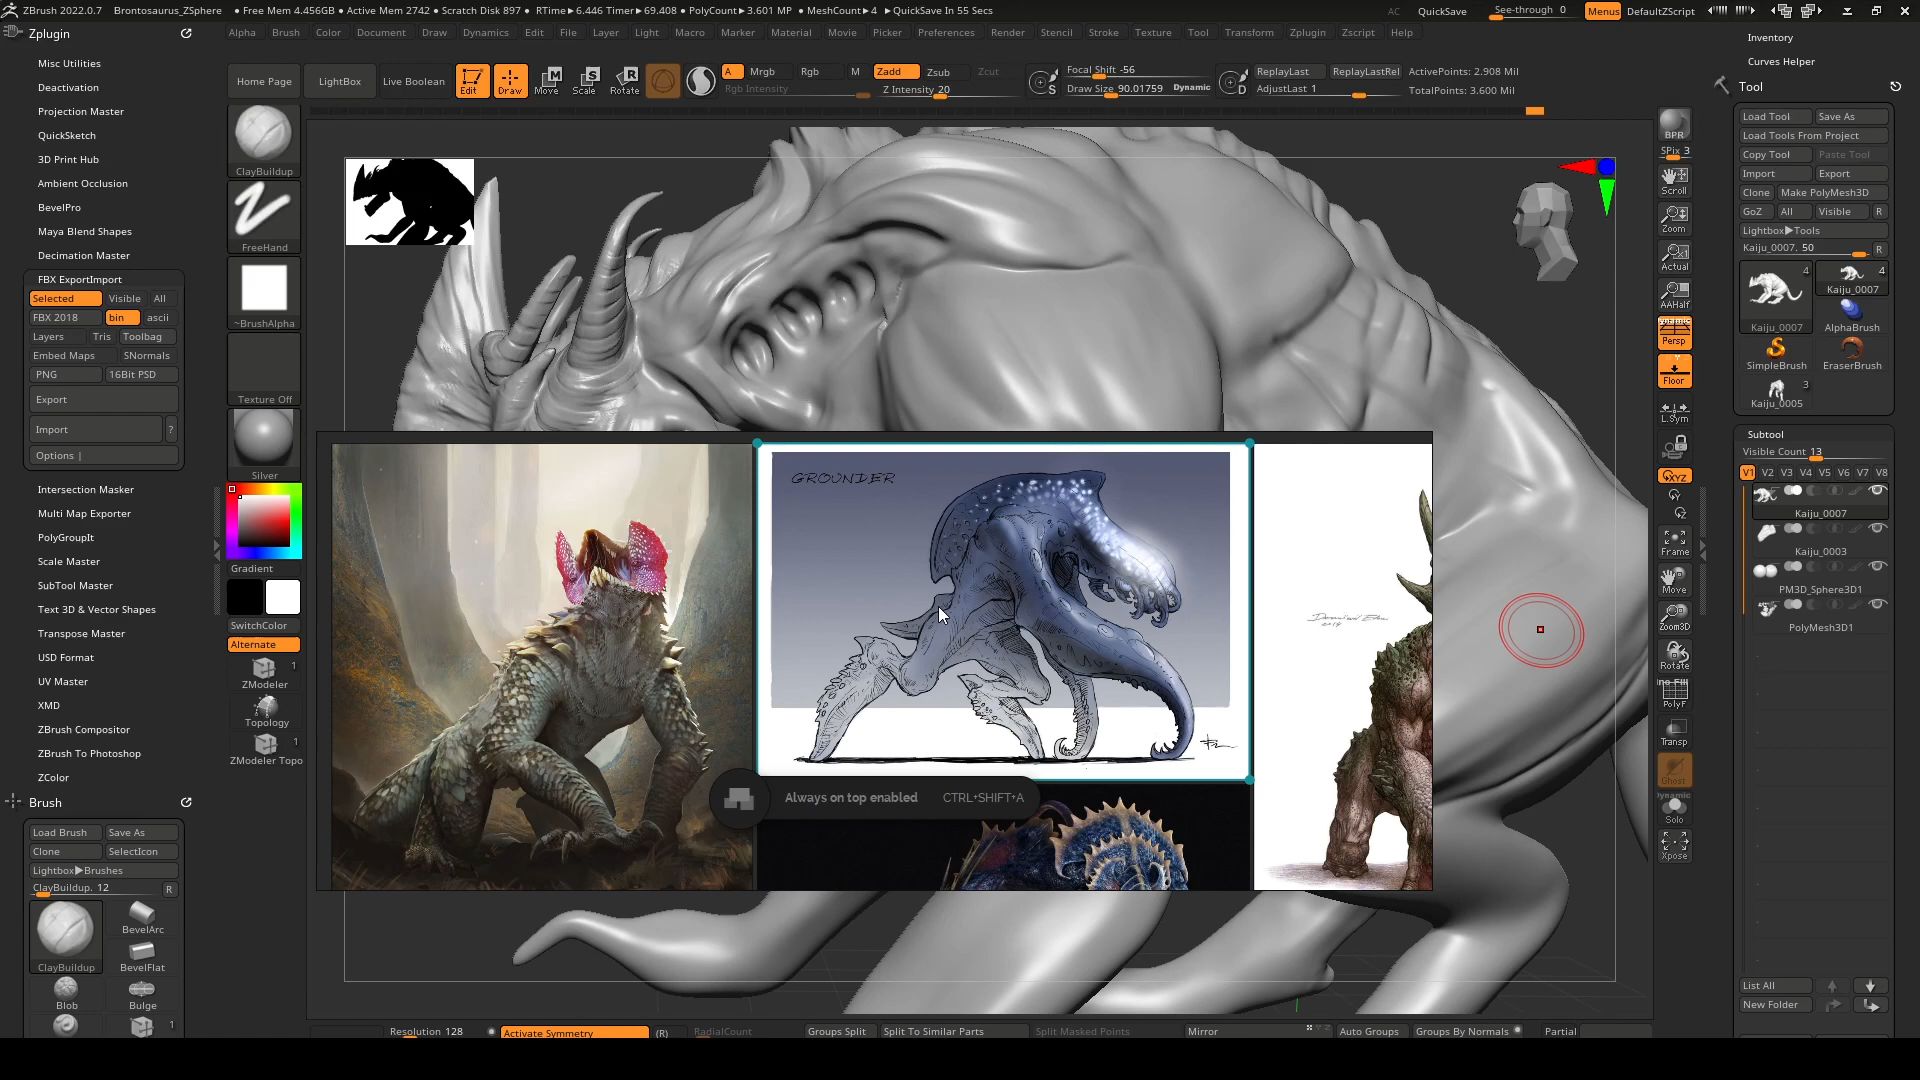 ZBrush 2022.0.7 Brontosaurus_ZSphere • Free Mem 4.456GB • Active Mem 2742 • Scratch Disk 897 • RTime▶6.446 Timer▶69.408 • PolyCount▶3.601 MP • MeshCount▶4 ▶QuickSave In 55 Secs AC QuickSave See-through 0 Menus DefaultZScript
Zplugin
Alpha Brush Color Document Draw Dynamics Edit File Layer Light Macro Marker Material Movie Picker Preferences Render Stencil Stroke Texture Tool Transform Zplugin Zscript Help
Inventory
Curves Helper
Home Page LightBox Live Boolean Edit Draw Move Scale Rotate
A Mrgb Rgb M Zadd Zsub Zcut
Rgb Intensity Z Intensity 20
Focal Shift -56
Draw Size 90.01759 Dynamic
S D
ReplayLast ReplayLastRel ActivePoints: 2.908 Mil
AdjustLast 1 TotalPoints: 3.600 Mil
Misc Utilities
Deactivation
Projection Master
QuickSketch
3D Print Hub
Ambient Occlusion
BevelPro
Maya Blend Shapes
Decimation Master
FBX ExportImport
Selected Visible All
FBX 2018 bin ascii
Layers Tris Toolbag
Embed Maps SNormals
PNG 16Bit PSD
Export
Import ?
Options |
Intersection Masker
Multi Map Exporter
PolyGroupIt
Scale Master
SubTool Master
Text 3D & Vector Shapes
Transpose Master
USD Format
UV Master
XMD
ZBrush Compositor
ZBrush To Photoshop
ZColor
Brush
Load Brush Save As
Clone SelectIcon
Lightbox▶Brushes
ClayBuildup. 12 R
ClayBuildup
BevelArc
BevelFlat
Blob Bulge
1
ClayBuildup
FreeHand
~BrushAlpha
Texture Off
Silver
Gradient
SwitchColor
Alternate
1
ZModeler
Topology
1
ZModeler Topo
GROUNDER
Always on top enabled CTRL+SHIFT+A
BPR
SPix 3
Scroll
Zoom
Actual
AAHalf
Dynamic
Persp
Floor
L.Sym
XYZ
Y
Z
Frame
Move
Zoom3D
Rotate
PolyF
Transp
Ghost
Dynamic
Solo
Xpose
Tool
Load Tool Save As
Load Tools From Project
Copy Tool Paste Tool
Import Export
Clone Make PolyMesh3D
GoZ All Visible R
Lightbox▶Tools
Kaiju_0007. 50 R
4 4
Kaiju_0007
Kaiju_0007 AlphaBrush
SimpleBrush EraserBrush
3
Kaiju_0005
Subtool
Visible Count 13
V1 V2 V3 V4 V5 V6 V7 V8
Kaiju_0007
Kaiju_0003
PM3D_Sphere3D1
PolyMesh3D1
List All
New Folder
Resolution 128 Activate Symmetry (R) RadialCount Groups Split Split To Similar Parts Split Masked Points Mirror Auto Groups Groups By Normals Partial